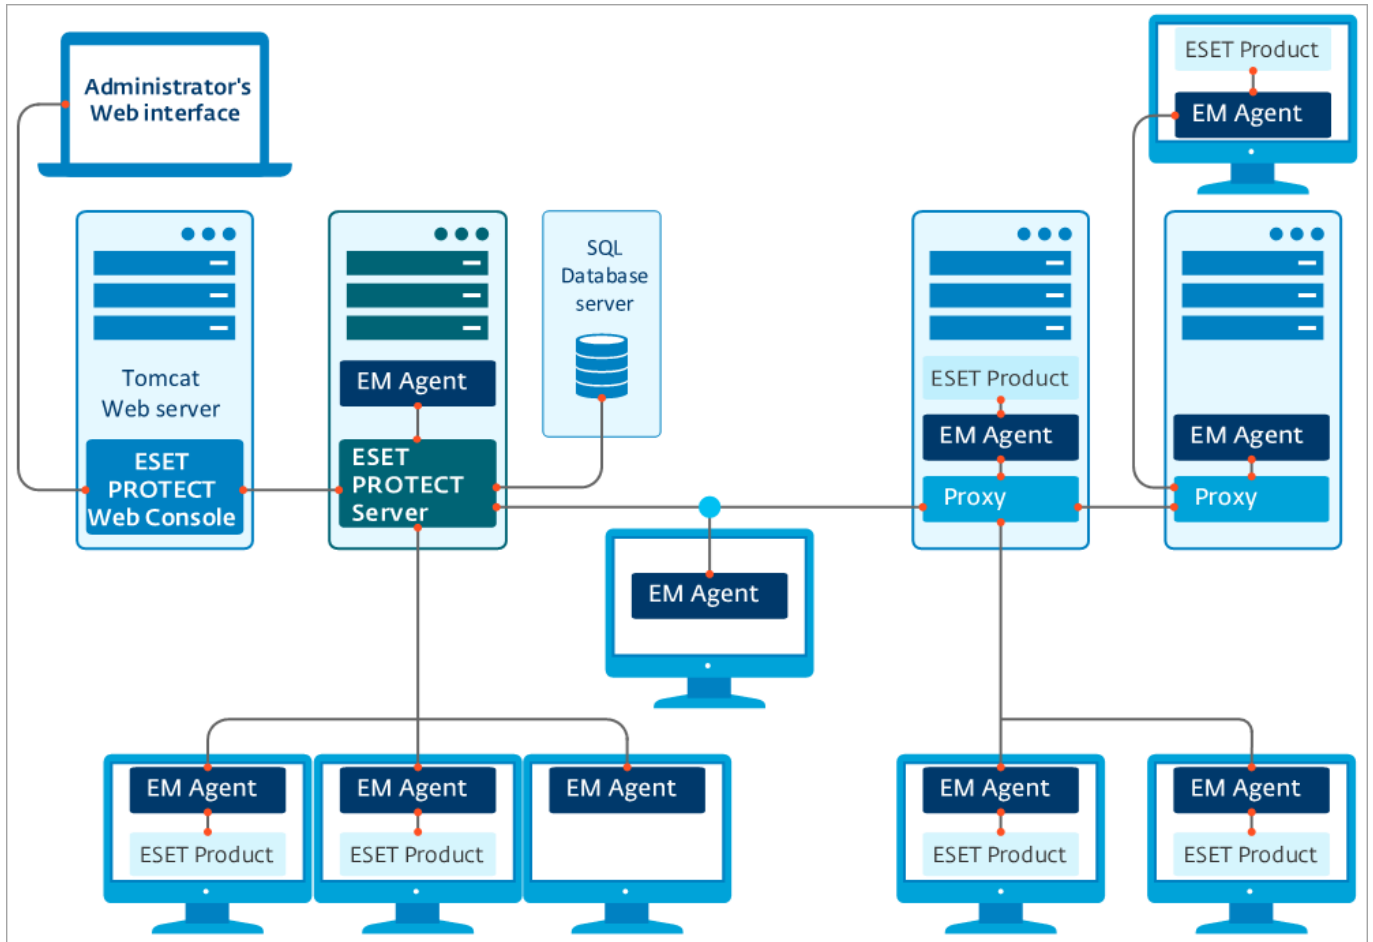 Administrator's
Web interface
ESET Product
EM Agent
Tomcat
Web server
ESET
PROTECT
Web Console
EM Agent
ESET
PROTECT
Server
SQL
Database
server
ESET Product
EM Agent
Proxy
EM Agent
Proxy
EM Agent
EM Agent
ESET Product
EM Agent
ESET Product
EM Agent
EM Agent
ESET Product
EM Agent
ESET Product